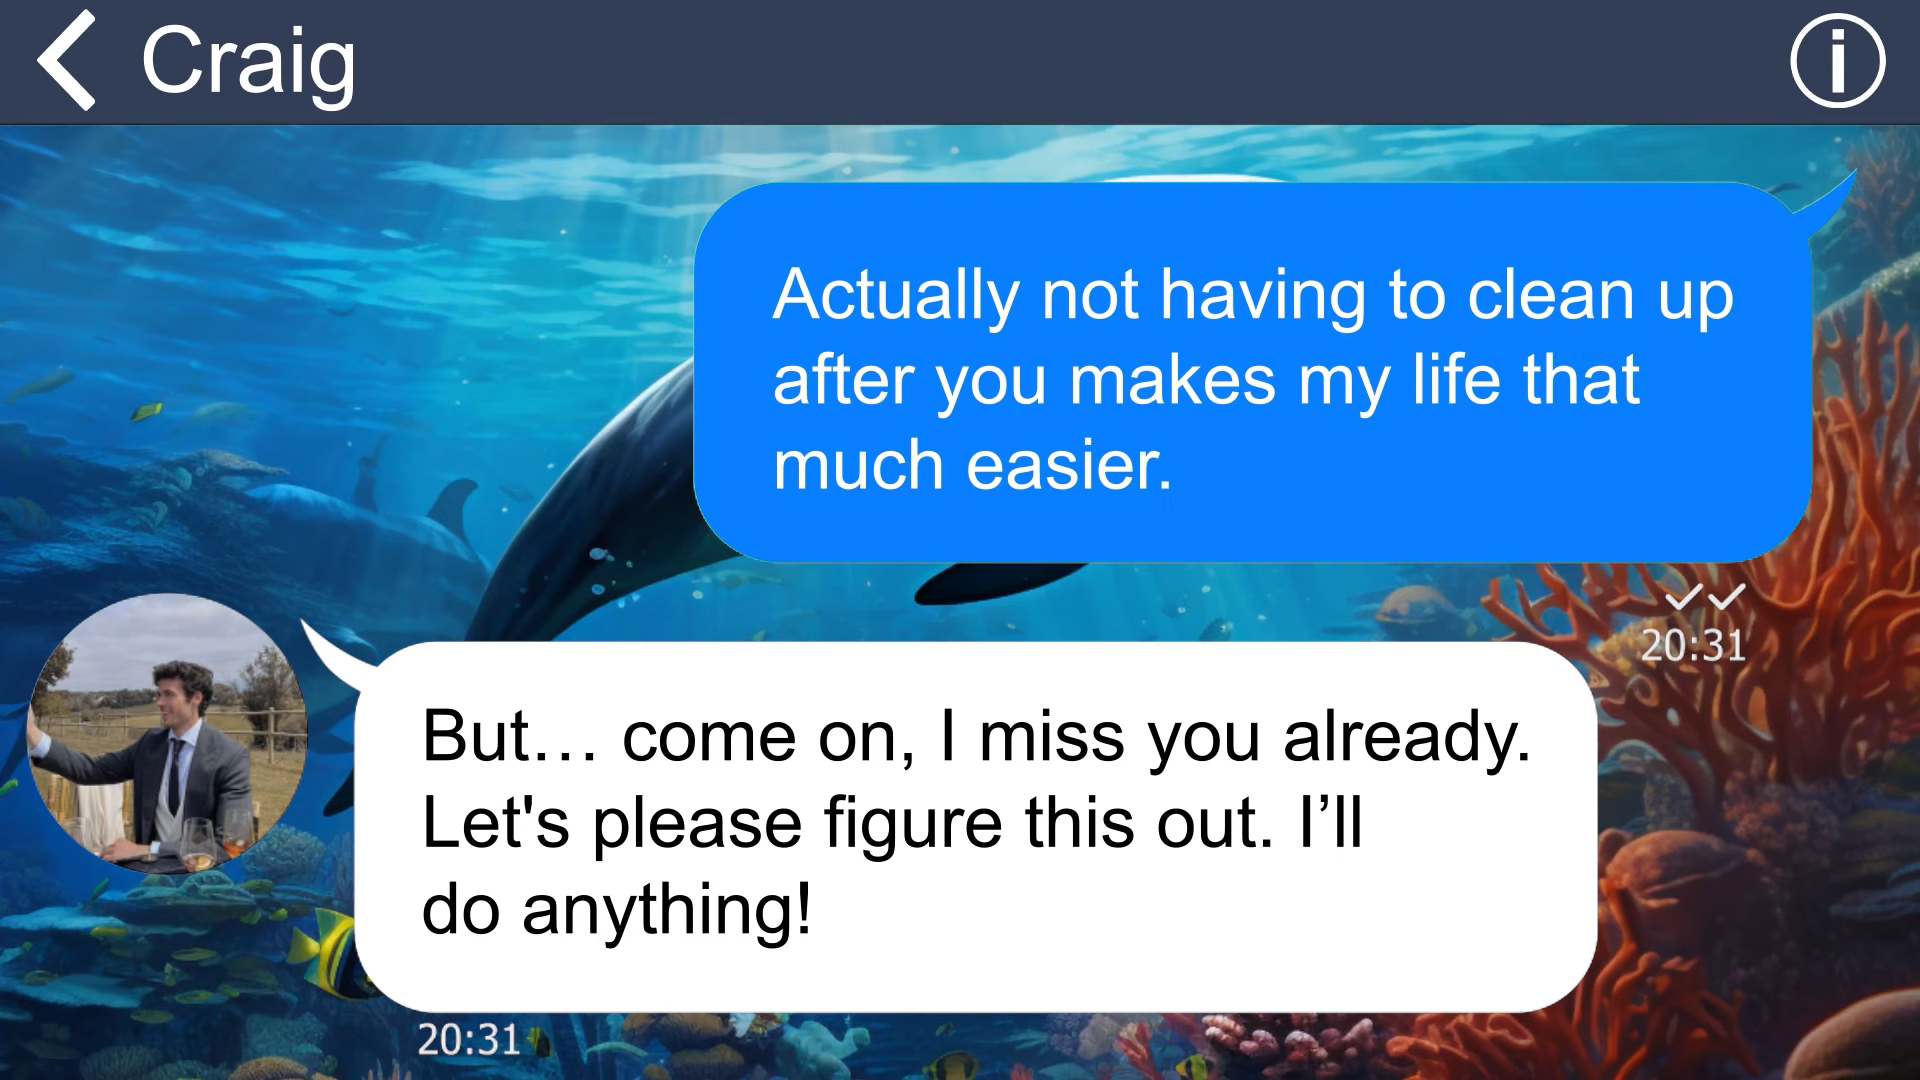 Craig
Actually not having to clean up
after you makes my life that
much easier.
20:31
But… come on, I miss you already.
Let's please figure this out. I’ll
do anything!
20:31